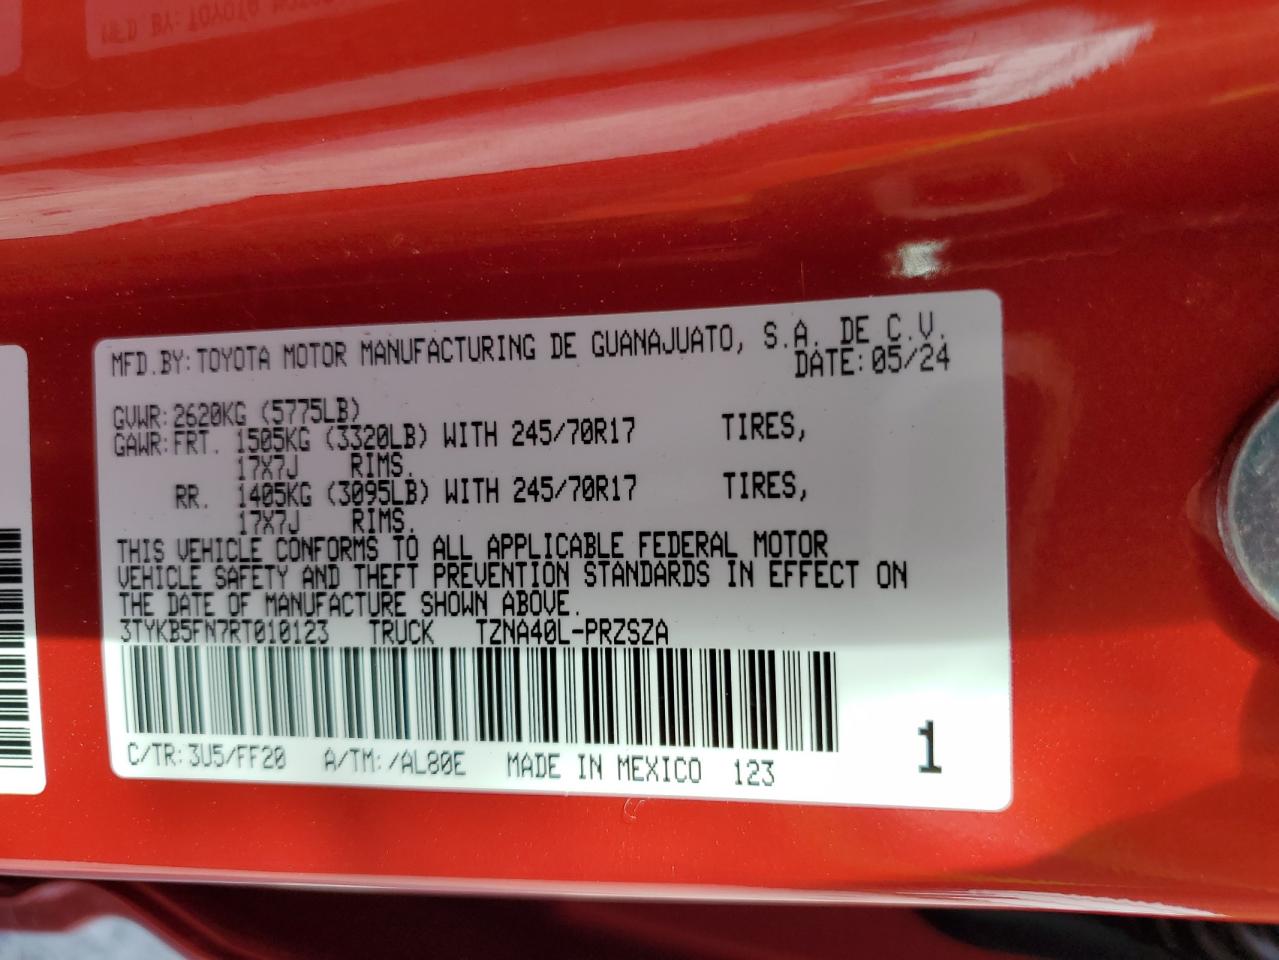 MFD.BY:TOYOTA MOTOR MANUFACTURING DE GUANAJUATO, S.A. DE C.V.
DATE:05/24
GVWR:2620KG (5775LB)
GAWR:FRT. 1505KG (3320LB) WITH 245/70R17 TIRES,
17X7J RIMS.
RR. 1405KG (3095LB) WITH 245/70R17 TIRES,
17X7J RIMS.
THIS VEHICLE CONFORMS TO ALL APPLICABLE FEDERAL MOTOR
VEHICLE SAFETY AND THEFT PREVENTION STANDARDS IN EFFECT ON
THE DATE OF MANUFACTURE SHOWN ABOVE.
3TYKB5FN7RT010123 TRUCK TZNA40L-PRZSZA
C/TR:3U5/FF20 A/TM:/AL80E MADE IN MEXICO 123
1